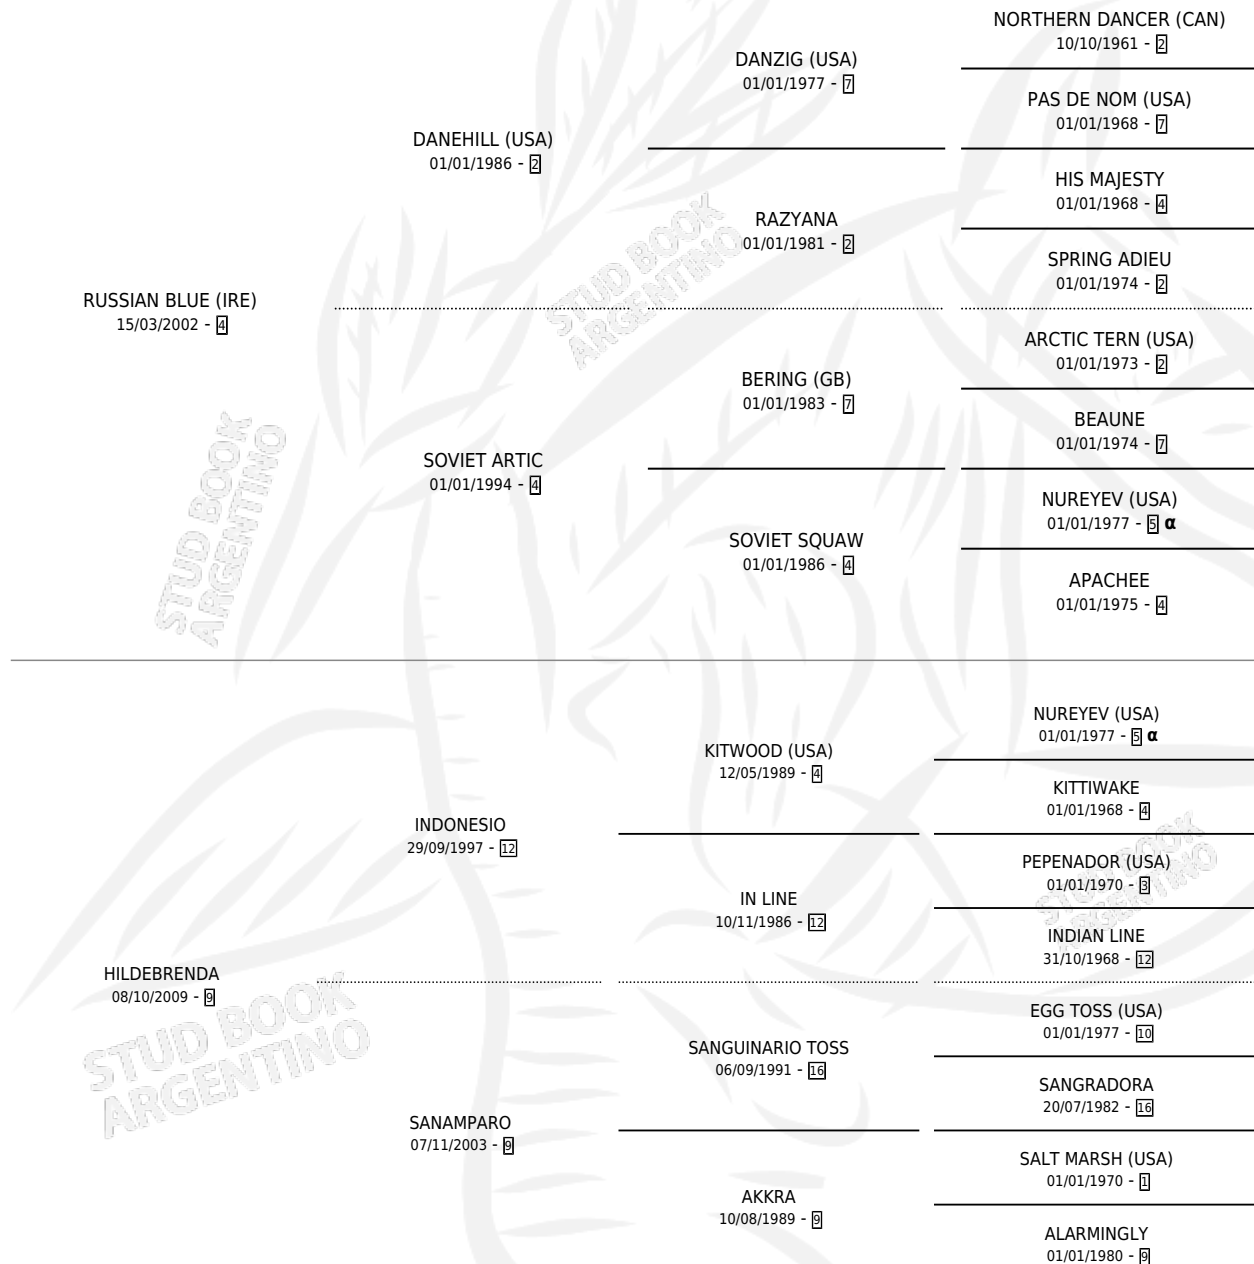 NORTHERN DANCER (CAN)
10/10/1961 - 2
DANZIG (USA)
01/01/1977 - 7
PAS DE NOM (USA)
01/01/1968 - 7
DANEHILL (USA)
01/01/1986 - 2
HIS MAJESTY
01/01/1968 - 4
RAZYANA
01/01/1981 - 2
SPRING ADIEU
01/01/1974 - 2
RUSSIAN BLUE (IRE)
15/03/2002 - 4
ARCTIC TERN (USA)
01/01/1973 - 2
BERING (GB)
01/01/1983 - 7
BEAUNE
01/01/1974 - 7
SOVIET ARTIC
01/01/1994 - 4
NUREYEV (USA)
01/01/1977 - 5 α
SOVIET SQUAW
01/01/1986 - 4
APACHEE
01/01/1975 - 4
NUREYEV (USA)
01/01/1977 - 5 α
KITWOOD (USA)
12/05/1989 - 4
KITTIWAKE
01/01/1968 - 4
INDONESIO
29/09/1997 - 12
PEPENADOR (USA)
01/01/1970 - 3
IN LINE
10/11/1986 - 12
INDIAN LINE
31/10/1968 - 12
HILDEBRENDA
08/10/2009 - 9
EGG TOSS (USA)
01/01/1977 - 10
SANGUINARIO TOSS
06/09/1991 - 16
SANGRADORA
20/07/1982 - 16
SANAMPARO
07/11/2003 - 9
SALT MARSH (USA)
01/01/1970 - 1
AKKRA
10/08/1989 - 9
ALARMINGLY
01/01/1980 - 9
STUD BOOK
ARGENTINO
STUD BOOK
ARGENTINO
STUD BOOK
ARGENTINO
STUD BOOK
ARGENTINO